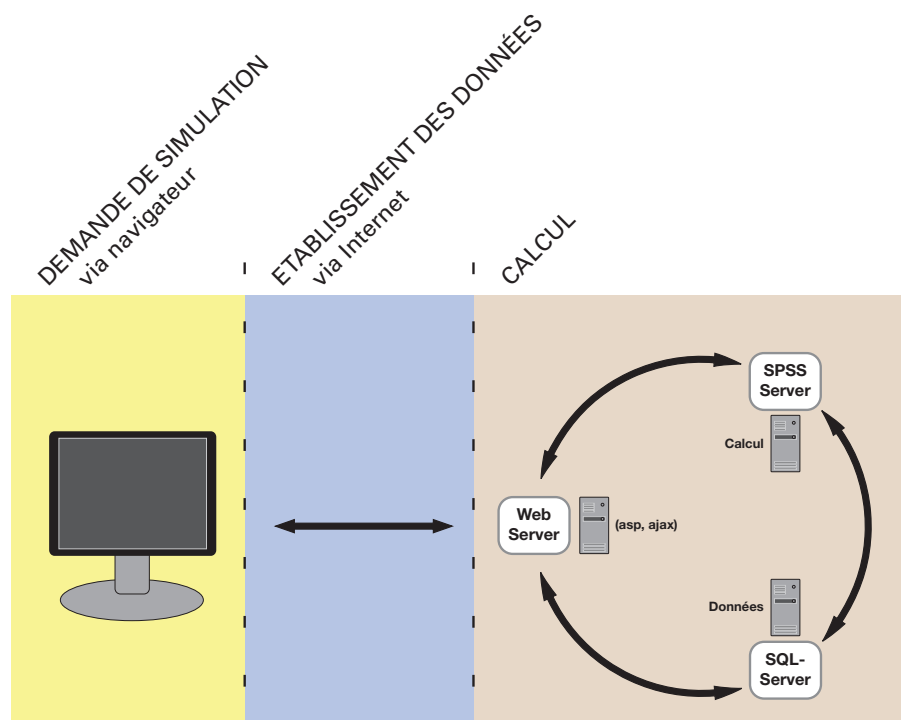 DEMANDE DE SIMULATION
via navigateur
ETABLISSEMENT DES DONNÉES
via Internet
CALCUL
SPSS
Server
Calcul
Web
Server
(asp, ajax)
Données
SQL-
Server